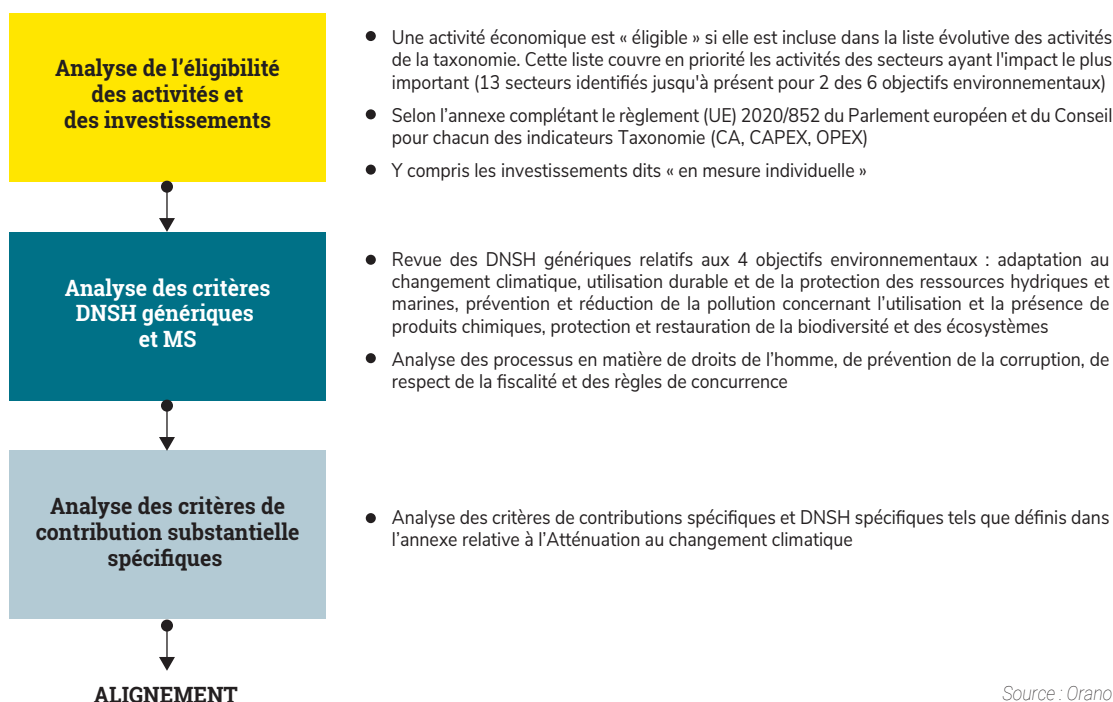 Analyse de l’éligibilité
des activités et
des investissements
● Une activité économique est « éligible » si elle est incluse dans la liste évolutive des activités
de la taxonomie. Cette liste couvre en priorité les activités des secteurs ayant l'impact le plus
important (13 secteurs identifiés jusqu'à présent pour 2 des 6 objectifs environnementaux)
● Selon l’annexe complétant le règlement (UE) 2020/852 du Parlement européen et du Conseil
pour chacun des indicateurs Taxonomie (CA, CAPEX, OPEX)
● Y compris les investissements dits « en mesure individuelle »
Analyse des critères
DNSH génériques
et MS
● Revue des DNSH génériques relatifs aux 4 objectifs environnementaux : adaptation au
changement climatique, utilisation durable et de la protection des ressources hydriques et
marines, prévention et réduction de la pollution concernant l’utilisation et la présence de
produits chimiques, protection et restauration de la biodiversité et des écosystèmes
● Analyse des processus en matière de droits de l’homme, de prévention de la corruption, de
respect de la fiscalité et des règles de concurrence
Analyse des critères de
contribution substantielle
spécifiques
● Analyse des critères de contributions spécifiques et DNSH spécifiques tels que définis dans
l’annexe relative à l’Atténuation au changement climatique
ALIGNEMENT
Source : Orano